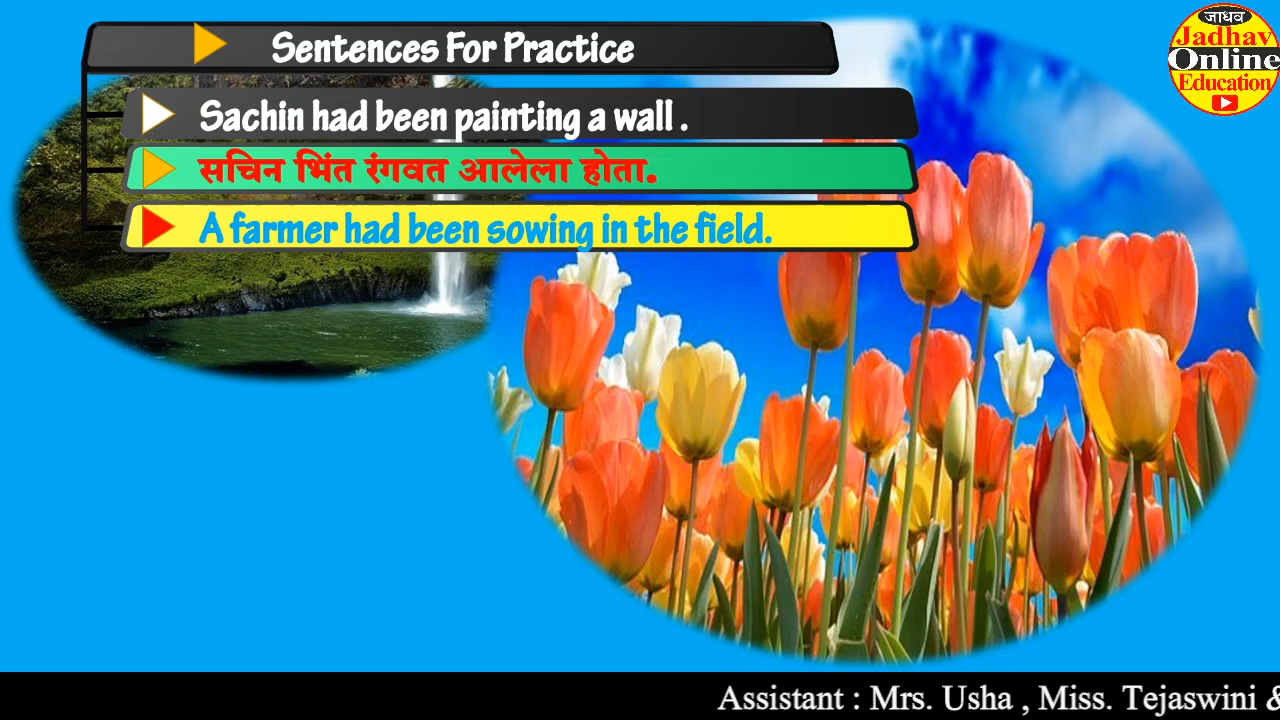 Sentences For Practice
Sachin had been painting a wall .
सचिन भिंत रंगवत आलेला होता.
A farmer had been sowing in the field.
जाधव
Jadhav
Online
Education
Assistant : Mrs. Usha , Miss. Tejaswini &